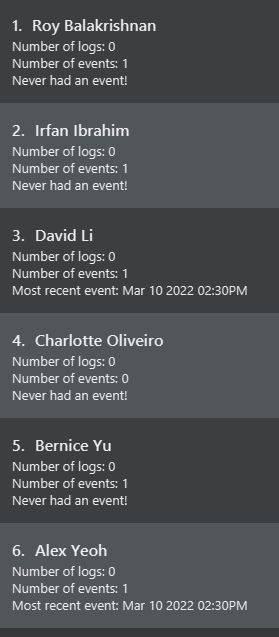 1. Roy Balakrishnan
Number of logs: 0
Number of events: 1
Never had an event!
2. Irfan Ibrahim
Number of logs: 0
Number of events: 1
Never had an event!
3. David Li
Number of logs: 0
Number of events: 1
Most recent event: Mar 10 2022 02:30PM
4. Charlotte Oliveiro
Number of logs: 0
Number of events: 0
Never had an event!
5. Bernice Yu
Number of logs: 0
Number of events: 1
Never had an event!
6. Alex Yeoh
Number of logs: 0
Number of events: 1
Most recent event: Mar 10 2022 02:30PM